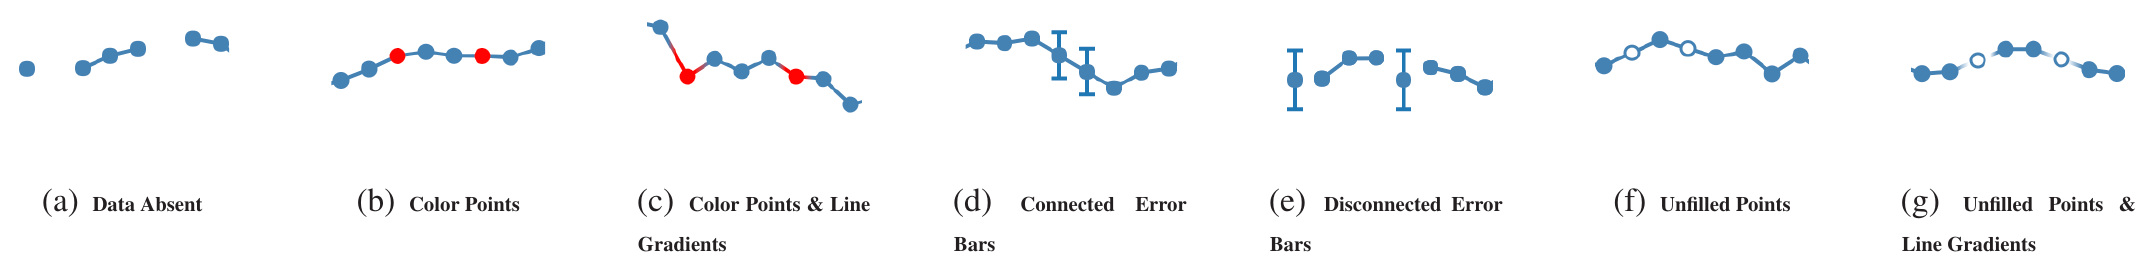 (a) Data Absent
(b) Color Points
(c) Color Points & Line
Gradients
(d) Connected Error
Bars
(e) Disconnected Error
Bars
(f) Unfilled Points
(g) Unfilled Points &
Line Gradients